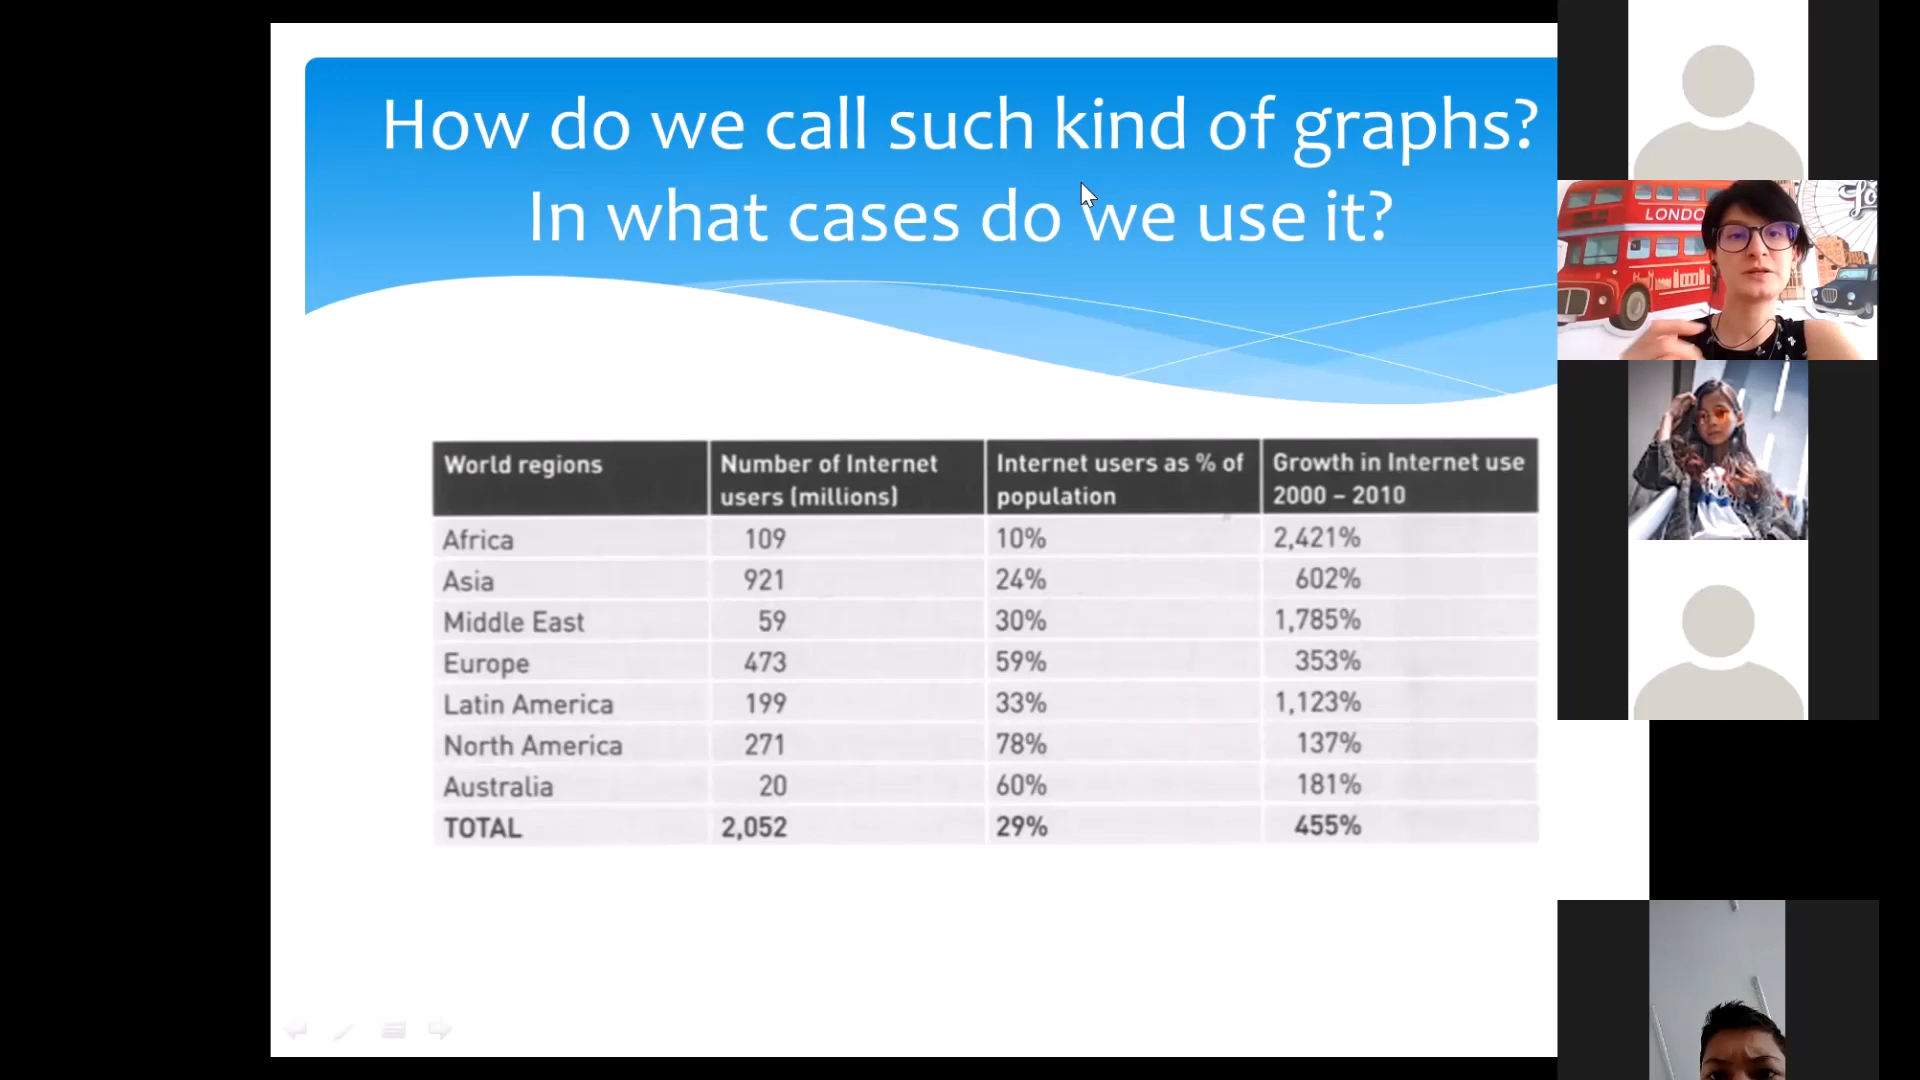 How do we call such kind of graphs?
In what cases do we use it?
World regions
Number of Internet users (millions)
Internet users as % of population
Growth in Internet use 2000 – 2010
Africa 109 10% 2,421%
Asia 921 24% 602%
Middle East 59 30% 1,785%
Europe 473 59% 353%
Latin America 199 33% 1,123%
North America 271 78% 137%
Australia 20 60% 181%
TOTAL 2,052 29% 455%
LONDO
Lo